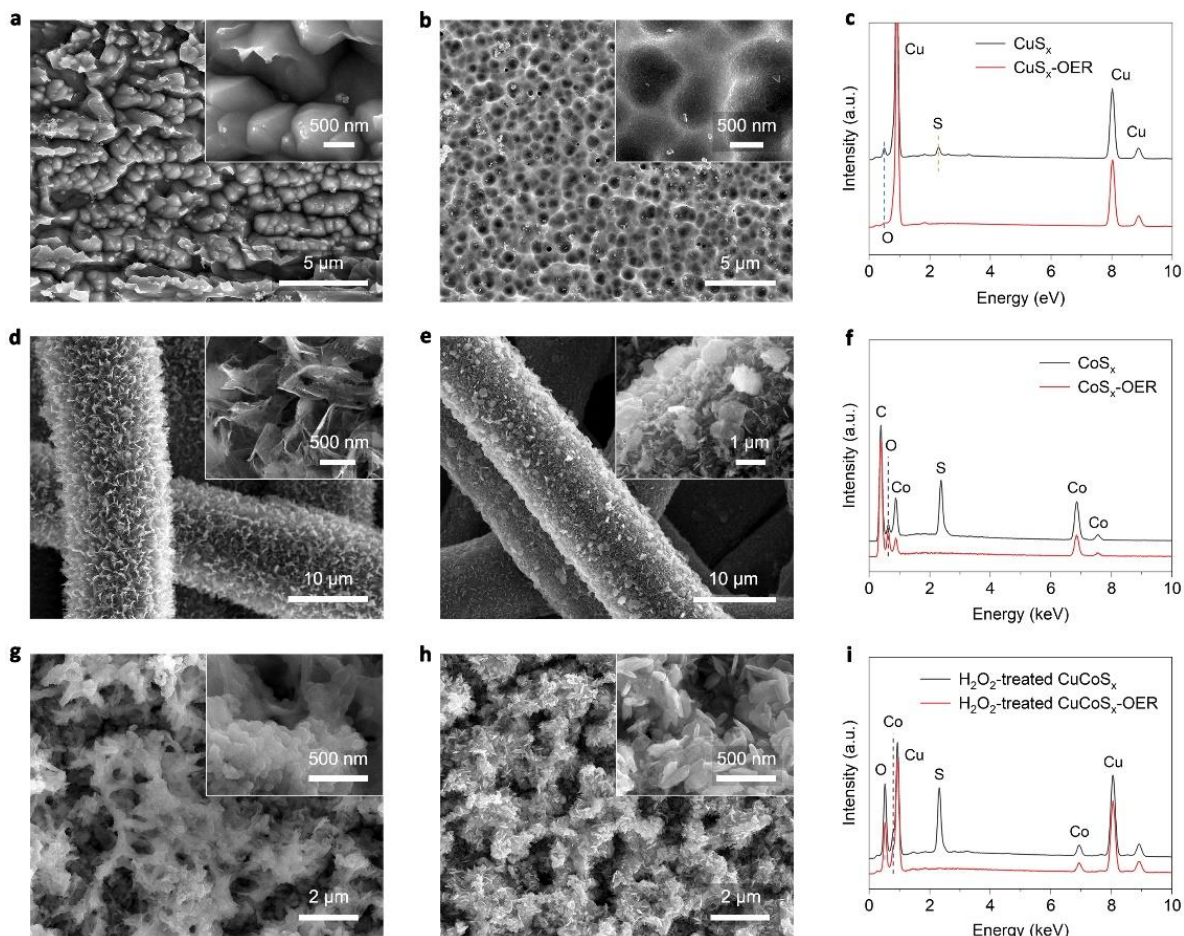 a
500 nm
5 µm
b
500 nm
5 µm
c
CuSₓ
CuSₓ-OER
Cu
S
Cu
Cu
O
Intensity (a.u.)
0 2 4 6 8 10
Energy (eV)
d
500 nm
10 µm
e
1 µm
10 µm
f
CoSₓ
CoSₓ-OER
C
O
Co
S
Co
Co
Intensity (a.u.)
0 2 4 6 8 10
Energy (keV)
g
500 nm
2 µm
h
500 nm
2 µm
i
H₂O₂-treated CuCoSₓ
H₂O₂-treated CuCoSₓ-OER
Co
O
Cu
S
Co
Cu
Intensity (a.u.)
0 2 4 6 8 10
Energy (keV)